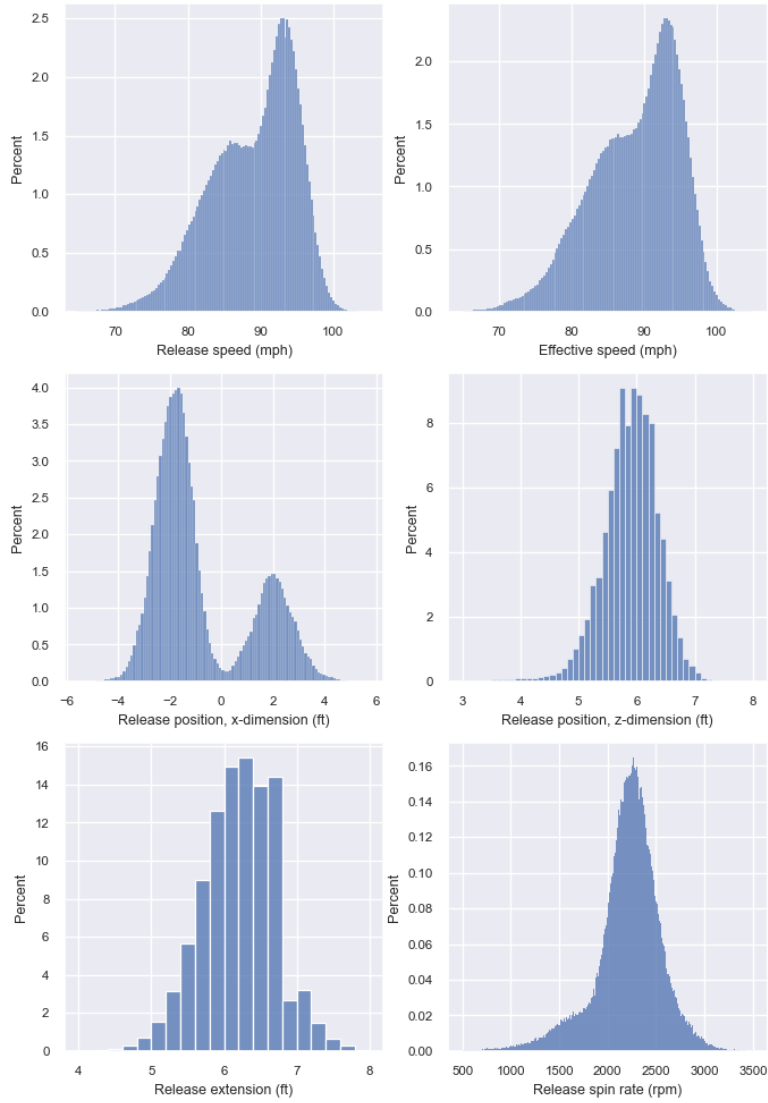 2.5
2.0
1.5
1.0
0.5
0.0
Percent
70 80 90 100
Release speed (mph)
2.0
1.5
1.0
0.5
0.0
Percent
70 80 90 100
Effective speed (mph)
4.0
3.5
3.0
2.5
2.0
1.5
1.0
0.5
0.0
Percent
−6 −4 −2 0 2 4 6
Release position, x-dimension (ft)
8
6
4
2
0
Percent
3 4 5 6 7 8
Release position, z-dimension (ft)
16
14
12
10
8
6
4
2
0
Percent
4 5 6 7 8
Release extension (ft)
0.16
0.14
0.12
0.10
0.08
0.06
0.04
0.02
0.00
Percent
500 1000 1500 2000 2500 3000 3500
Release spin rate (rpm)